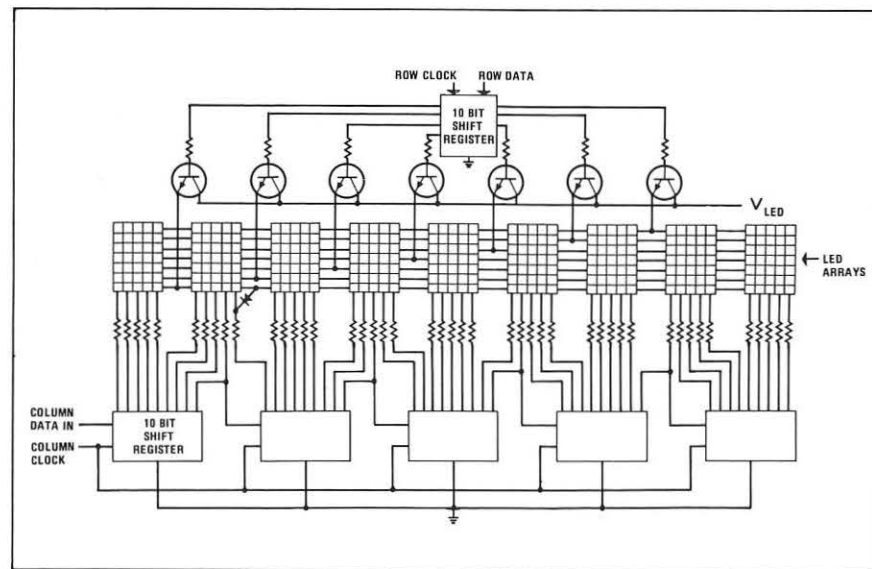 ROW CLOCK ROW DATA
10 BIT
SHIFT
REGISTER
V LED
LED
ARRAYS
COLUMN
DATA IN
10 BIT
SHIFT
REGISTER
COLUMN
CLOCK